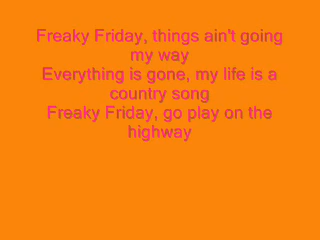 Freaky Friday, things ain't going
my way
Everything is gone, my life is a
country song
Freaky Friday, go play on the
highway